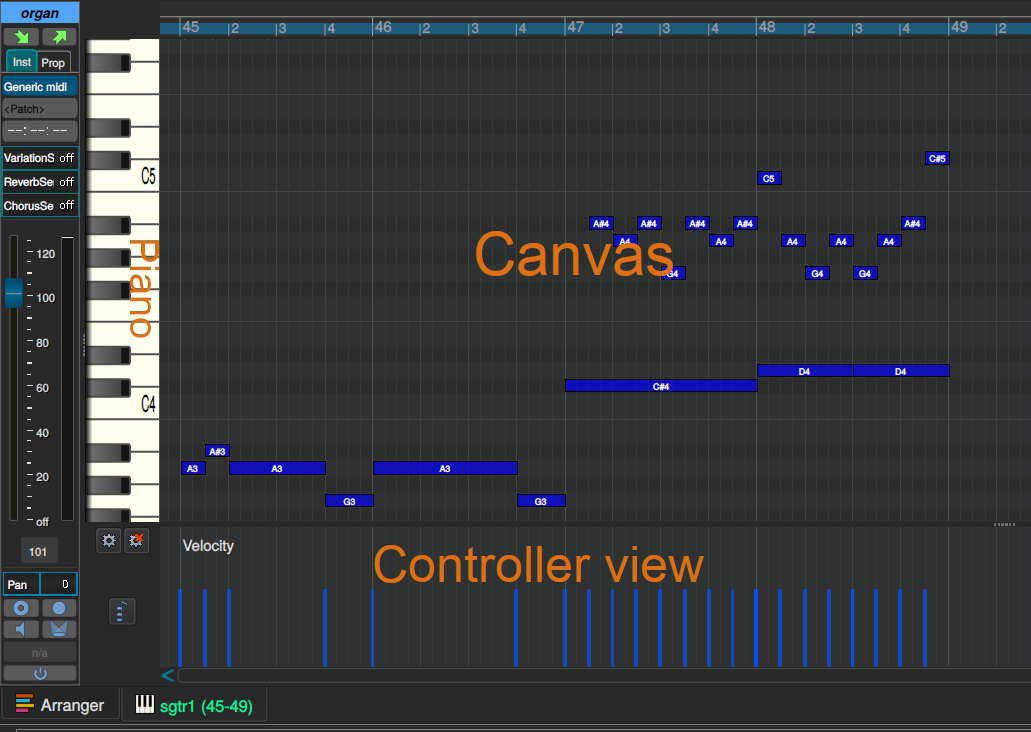 organ
45 2 3 4 46 2 3 4 47 2 3 4 48 2 3 4 49 2
Inst Prop
Generic midi
<Patch>
--:--:--
VariationS off
ReverbSe off
ChorusSe off
C5
C4
Piano
120
100
80
60
40
20
off
101
Pan 0
n/a
C#5
C5
A#4 A#4 A#4 A#4 A#4
A4 A4 A4 A4 A4
G4 G4 G4
Canvas
D4 D4
C#4
A#3
A3 A3 A3
G3 G3
Velocity
Controller view
<
Arranger
sgtr1 (45-49)